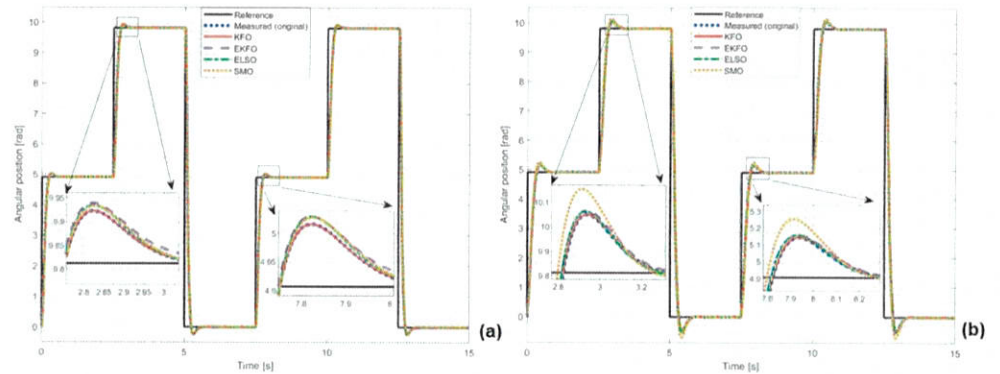 Reference
Measured (original)
KFO
EKFO
ELSO
SMO
10
9
8
7
6
5
4
3
2
1
0
Angular position [rad]
9.95
9.9
9.85
9.8
2.8 2.85 2.9 2.95 3
5
4.95
4.9
7.8 7.9 8
0 5 10 15
Time [s]
(a)
Reference
Measured (original)
KFO
EKFO
ELSO
SMO
10
9
8
7
6
5
4
3
2
1
0
Angular position [rad]
10.1
10
9.9
9.8
2.8 3 3.2
5.3
5.2
5.1
5
4.9
7.8 7.9 8 8.1 8.2
0 5 10 15
Time [s]
(b)